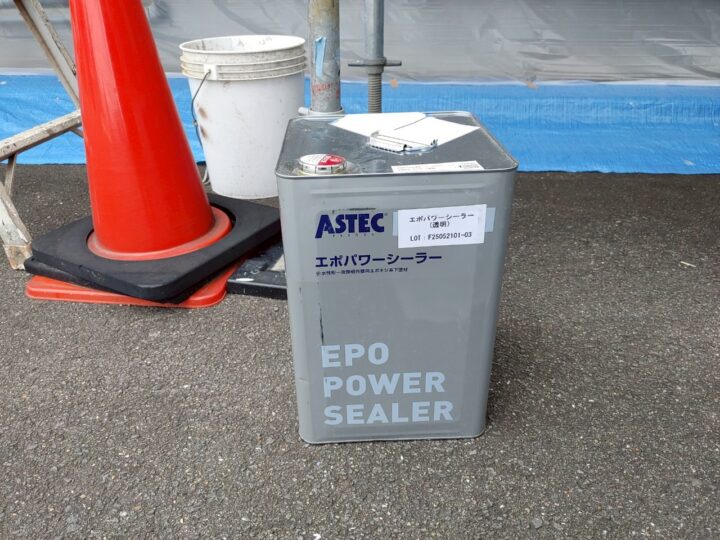 ASTEC
エポパワーシーラー
(透明)
LOT：F25052101-03
エポパワーシーラー
EPO
POWER
SEALER